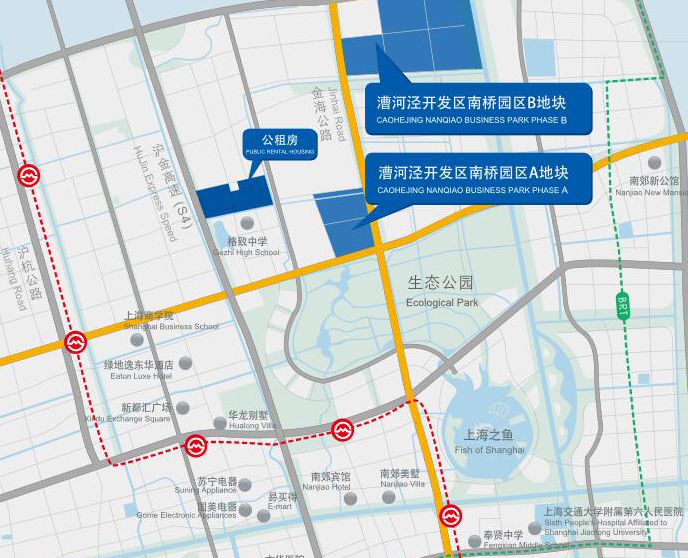 漕河泾开发区南桥园区B地块
CAOHEJING NANQIAO BUSINESS PARK PHASE B
金海公路
Jinhai Road
公租房
PUBLIC RENTAL HOUSING
沪金高速(S4)
HuJin Express Speed
漕河泾开发区南桥园区A地块
CAOHEJING NANQIAO BUSINESS PARK PHASE A
南郊新公馆
Nanjiao New Mansion
格致中学
Gezhi High School
沪杭公路
Huhang Road
生态公园
Ecological Park
BRT
上海商学院
Shanghai Business School
绿地逸东华酒店
Eaton Luxe Hotel
新都汇广场
Xindu Exchange Square
华龙别墅
Hualong Villa
上海之鱼
Fish of Shanghai
苏宁电器
Suning Appliance
南郊宾馆
Nanjiao Hotel
南郊美墅
Nanjiao Villa
易买得
E-mart
国美电器
Gome Electronic Appliances
上海交通大学附属第六人民医院
Sixth People's Hospital Affiliated to
Shanghai Jiaotong University
奉贤中学
Fengxian Middle School